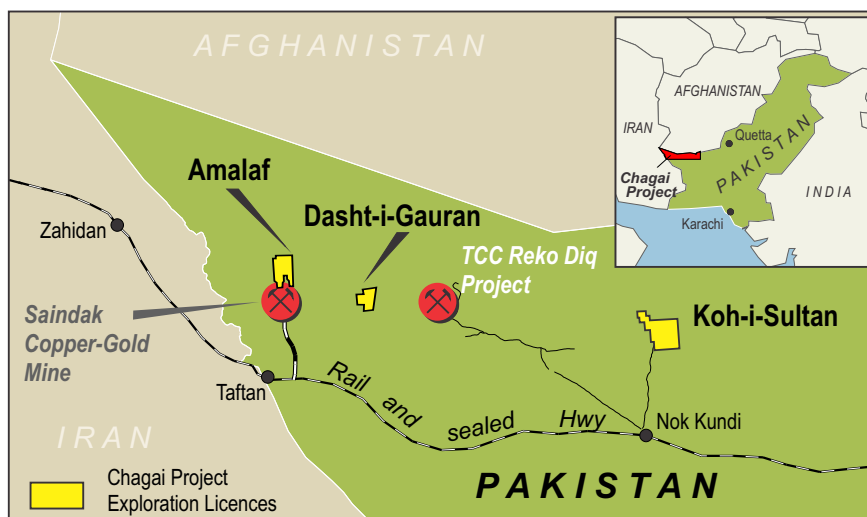 AFGHANISTAN
Amalaf
Dasht-i-Gauran
Zahidan
TCC Reko Diq
Project
Saindak
Copper-Gold
Mine
Koh-i-Sultan
Taftan
Rail and sealed Hwy
Nok Kundi
IRAN
PAKISTAN
Chagai Project
Exploration Licences
AFGHANISTAN
IRAN
Quetta
PAKISTAN
Chagai
Project
INDIA
Karachi